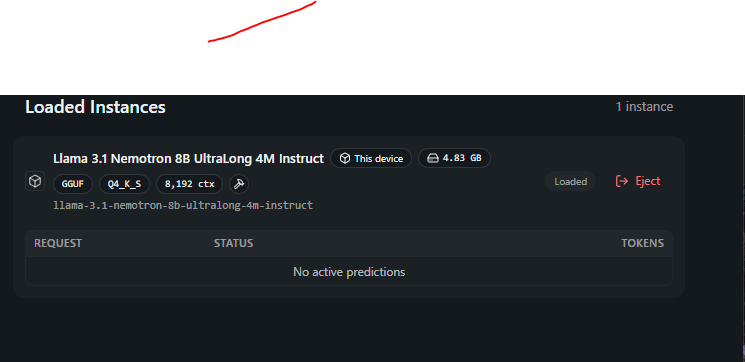 Loaded Instances 1 instance
Llama 3.1 Nemotron 8B UltraLong 4M Instruct This device 4.83 GB
GGUF Q4_K_S 8,192 ctx Loaded Eject
llama-3.1-nemotron-8b-ultralong-4m-instruct
REQUEST STATUS TOKENS
No active predictions